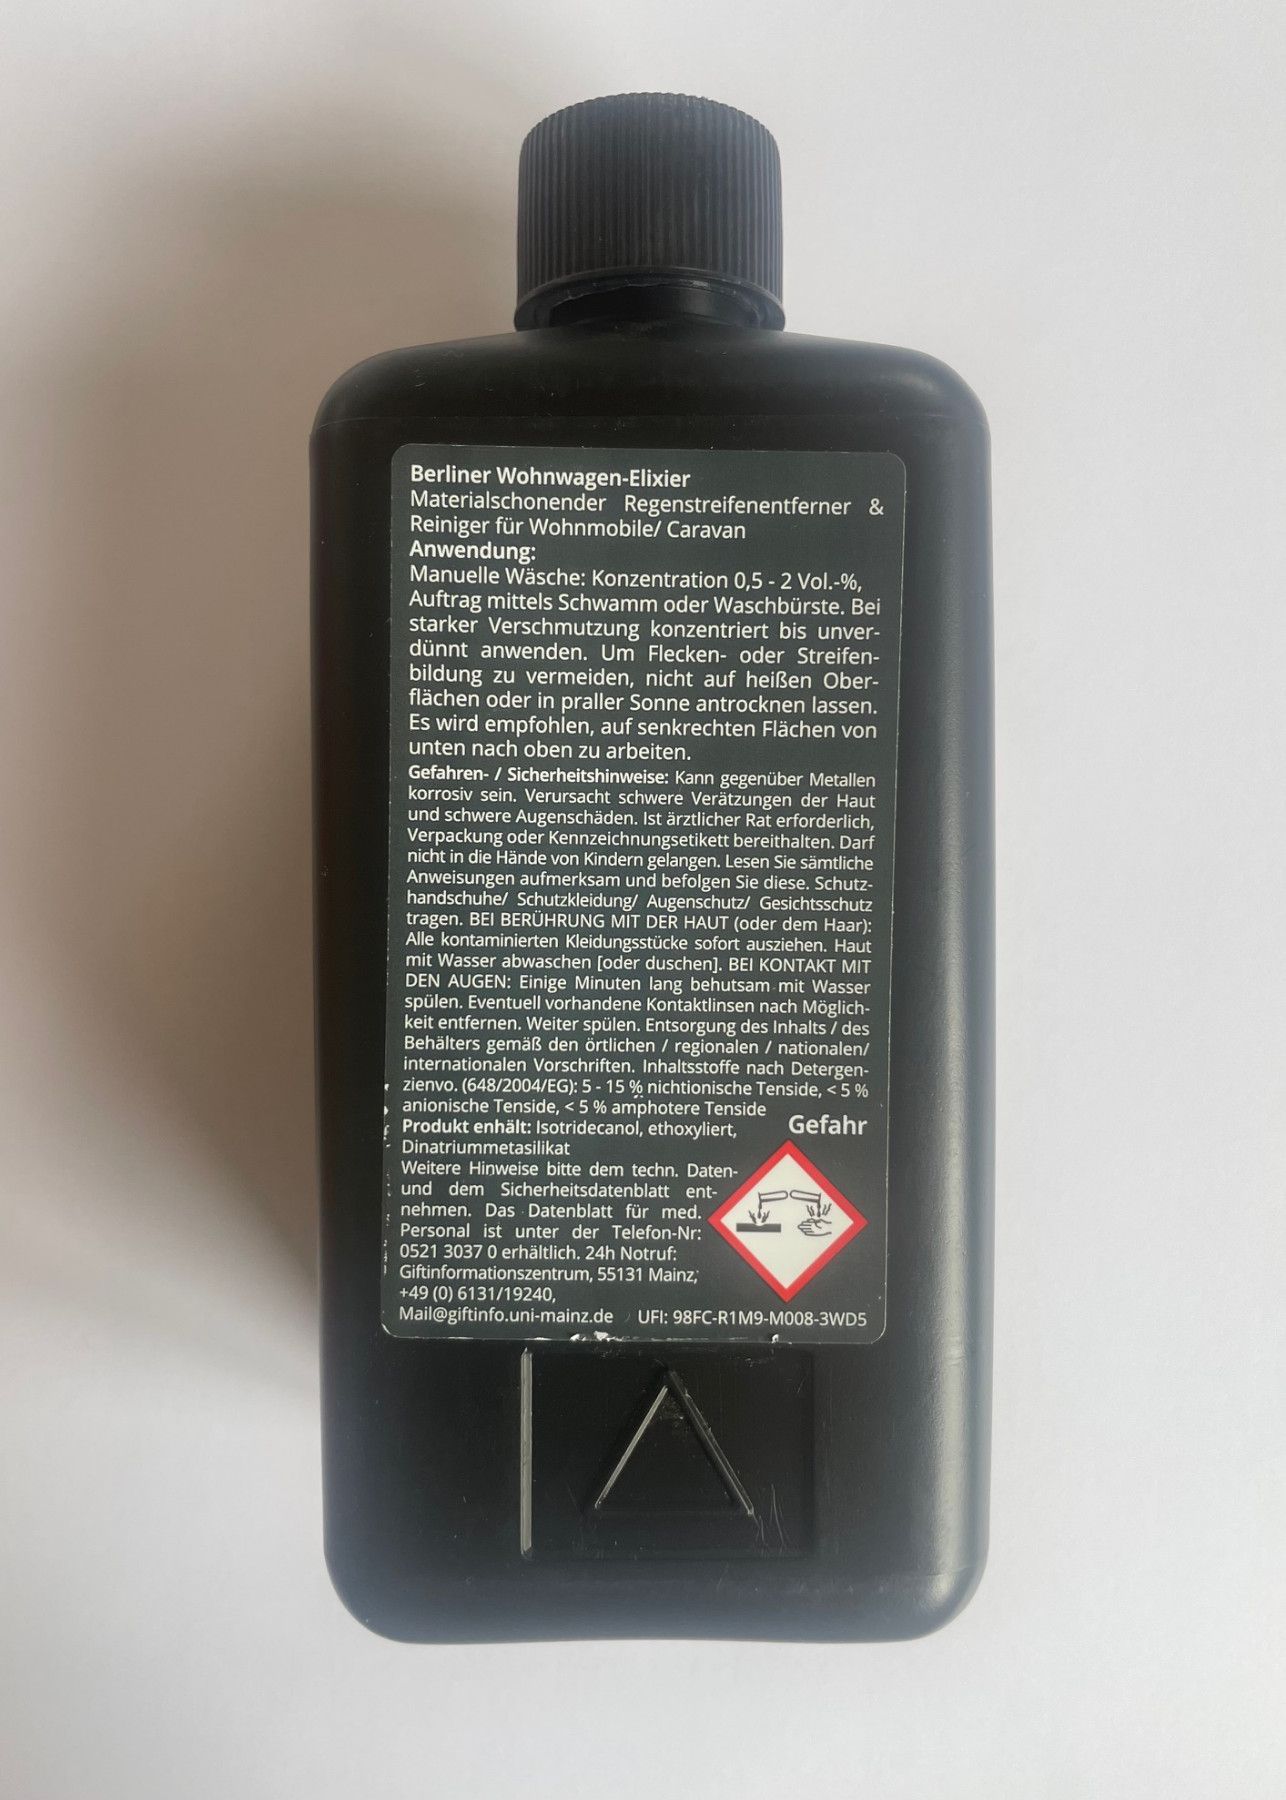 Berliner Wohnwagen-Elixier
Materialschonender Regenstreifenentferner &
Reiniger für Wohnmobile/ Caravan
Anwendung:
Manuelle Wäsche: Konzentration 0,5 - 2 Vol.-%,
Auftrag mittels Schwamm oder Waschbürste. Bei
starker Verschmutzung konzentriert bis unver-
dünnt anwenden. Um Flecken- oder Streifen-
bildung zu vermeiden, nicht auf heißen Ober-
flächen oder in praller Sonne antrocknen lassen.
Es wird empfohlen, auf senkrechten Flächen von
unten nach oben zu arbeiten.
Gefahren- / Sicherheitshinweise: Kann gegenüber Metallen
korrosiv sein. Verursacht schwere Verätzungen der Haut
und schwere Augenschäden. Ist ärztlicher Rat erforderlich,
Verpackung oder Kennzeichnungsetikett bereithalten. Darf
nicht in die Hände von Kindern gelangen. Lesen Sie sämtliche
Anweisungen aufmerksam und befolgen Sie diese. Schutz-
handschuhe/ Schutzkleidung/ Augenschutz/ Gesichtsschutz
tragen. BEI BERÜHRUNG MIT DER HAUT (oder dem Haar):
Alle kontaminierten Kleidungsstücke sofort ausziehen. Haut
mit Wasser abwaschen [oder duschen]. BEI KONTAKT MIT
DEN AUGEN: Einige Minuten lang behutsam mit Wasser
spülen. Eventuell vorhandene Kontaktlinsen nach Möglich-
keit entfernen. Weiter spülen. Entsorgung des Inhalts / des
Behälters gemäß den örtlichen / regionalen / nationalen/
internationalen Vorschriften. Inhaltsstoffe nach Detergen-
zienvo. (648/2004/EG): 5 - 15 % nichtionische Tenside, < 5 %
anionische Tenside, < 5 % amphotere Tenside
Gefahr
Produkt enhält: Isotridecanol, ethoxyliert,
Dinatriummetasilikat
Weitere Hinweise bitte dem techn. Daten-
und dem Sicherheitsdatenblatt ent-
nehmen. Das Datenblatt für med.
Personal ist unter der Telefon-Nr:
0521 3037 0 erhältlich. 24h Notruf:
Giftinformationszentrum, 55131 Mainz,
+49 (0) 6131/19240,
Mail@giftinfo.uni-mainz.de UFI: 98FC-R1M9-M008-3WD5